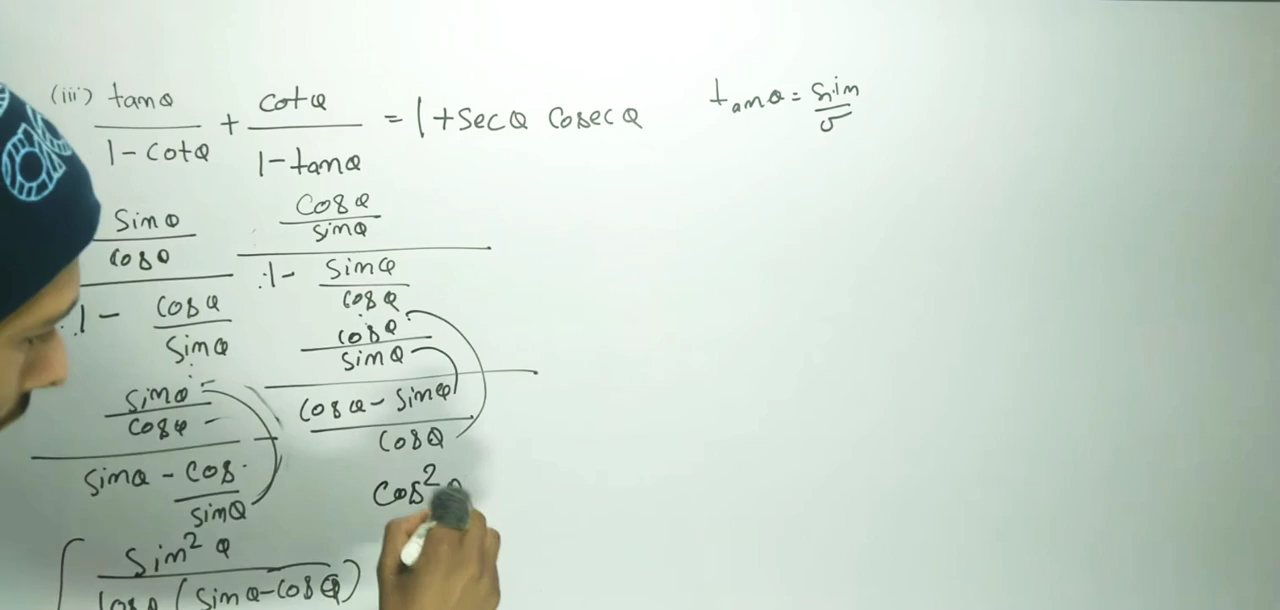 (iii) tanθ / 1 - cotθ + cotθ / 1 - tanθ = 1 + secθ cosecθ
tanθ = sin / c
sinθ / cosθ
1 - cosθ / sinθ
cosθ / sinθ
1 - sinθ / cosθ
sinθ / cosθ
sinθ - cos / sinθ
+
cosθ / sinθ
cosθ - sinθ / cosθ
sin²θ / cosθ (sinθ - cosθ)
cos²